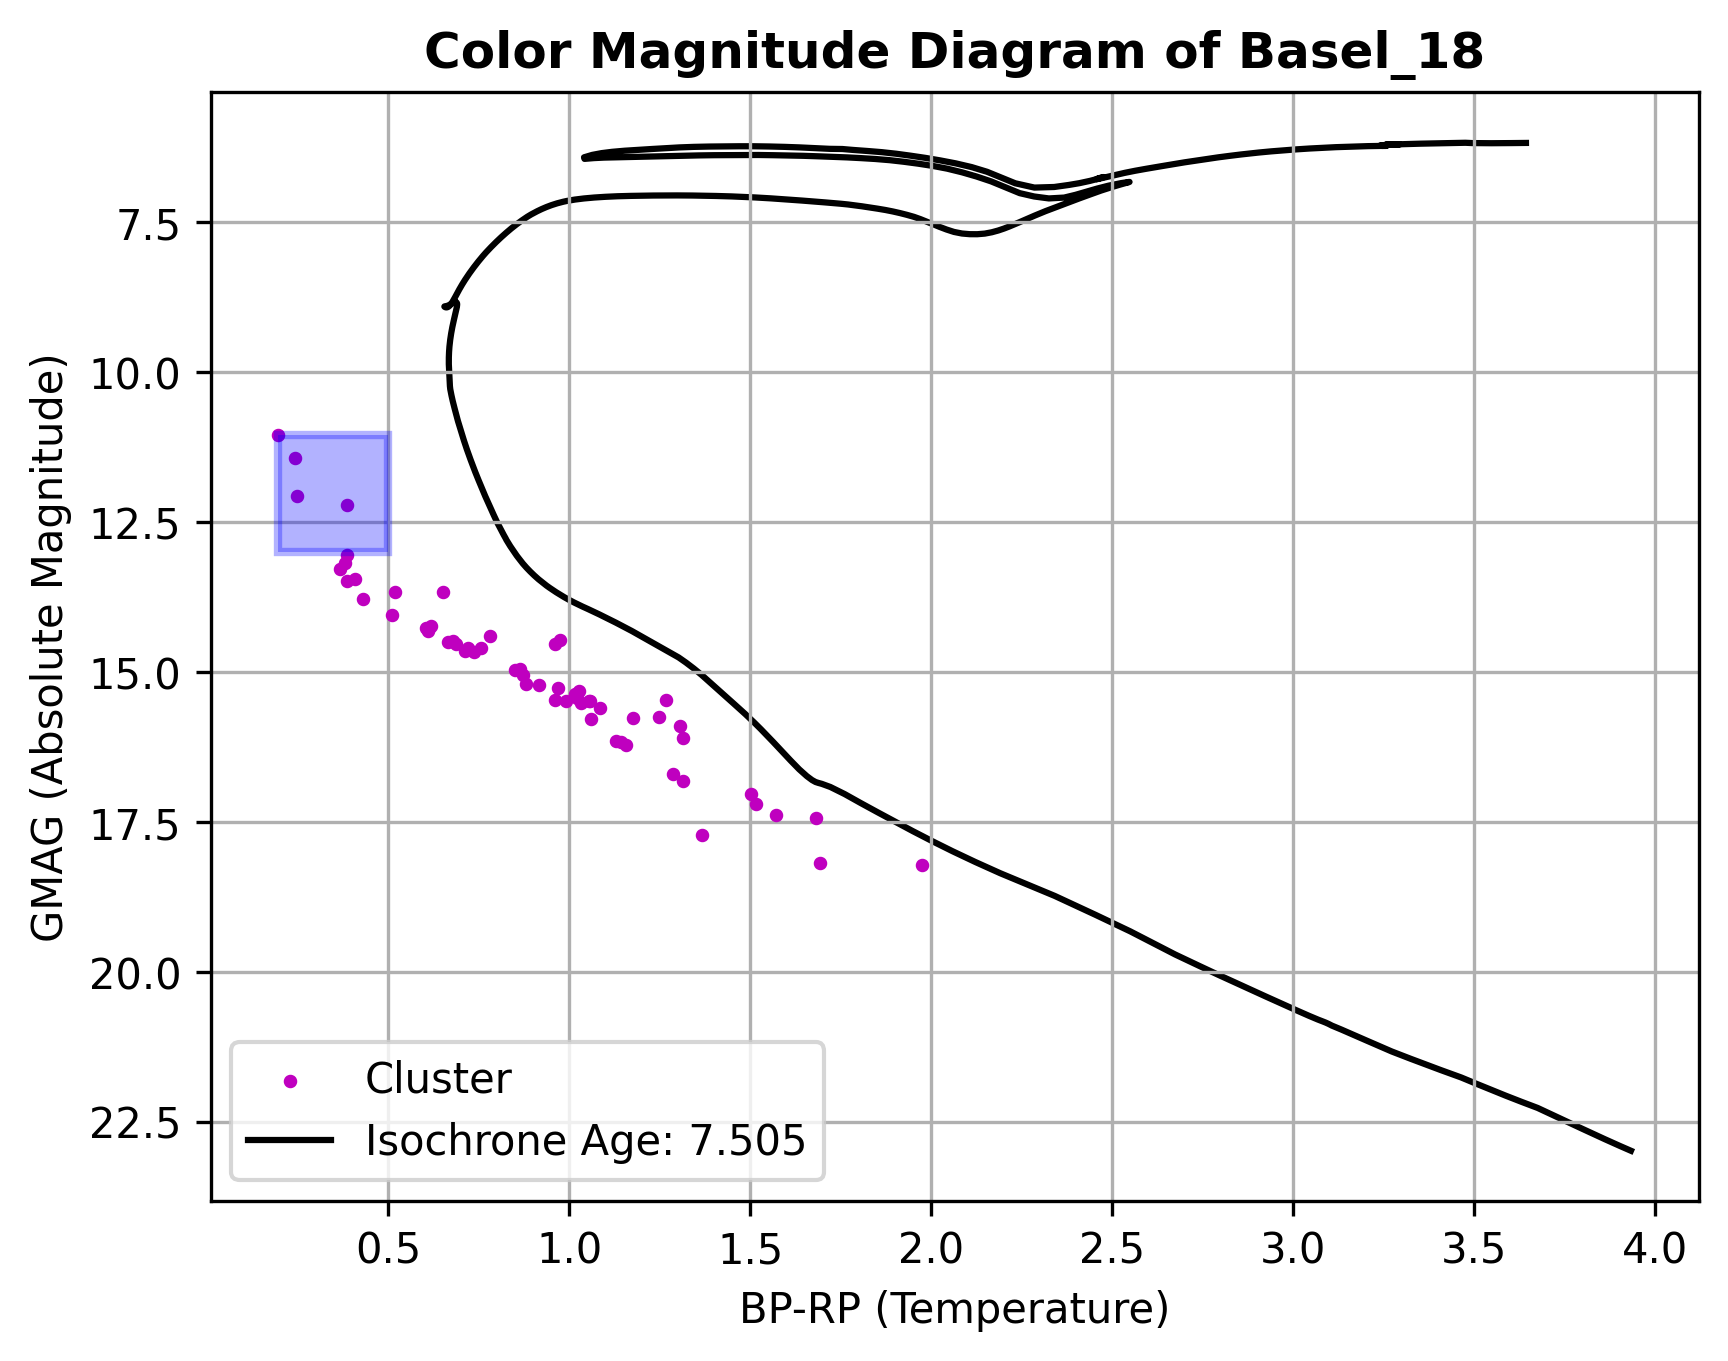 Color Magnitude Diagram of Basel_18
GMAG (Absolute Magnitude)
7.5
10.0
12.5
15.0
17.5
20.0
22.5
Cluster
Isochrone Age: 7.505
0.5 1.0 1.5 2.0 2.5 3.0 3.5 4.0
BP-RP (Temperature)